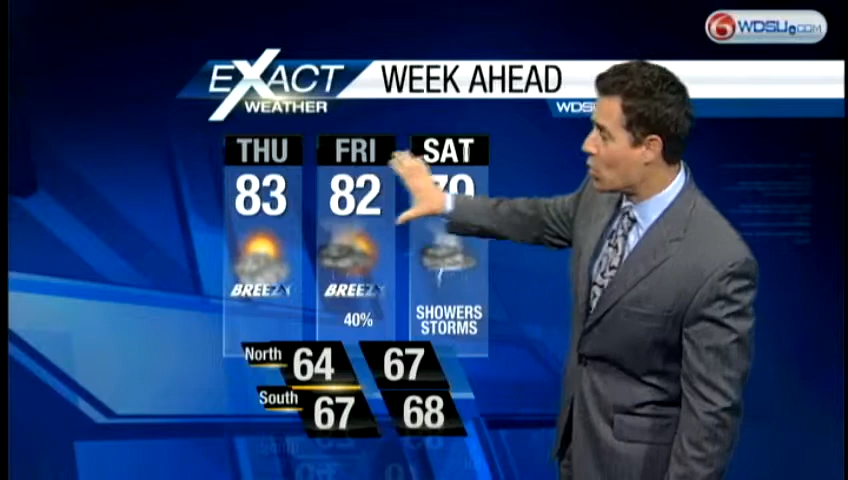 6 WDSU.COM
EXACT
WEATHER
WEEK AHEAD
THU
FRI
SAT
83
82
BREEZY
BREEZY
40%
SHOWERS
STORMS
North
64
67
South
67
68